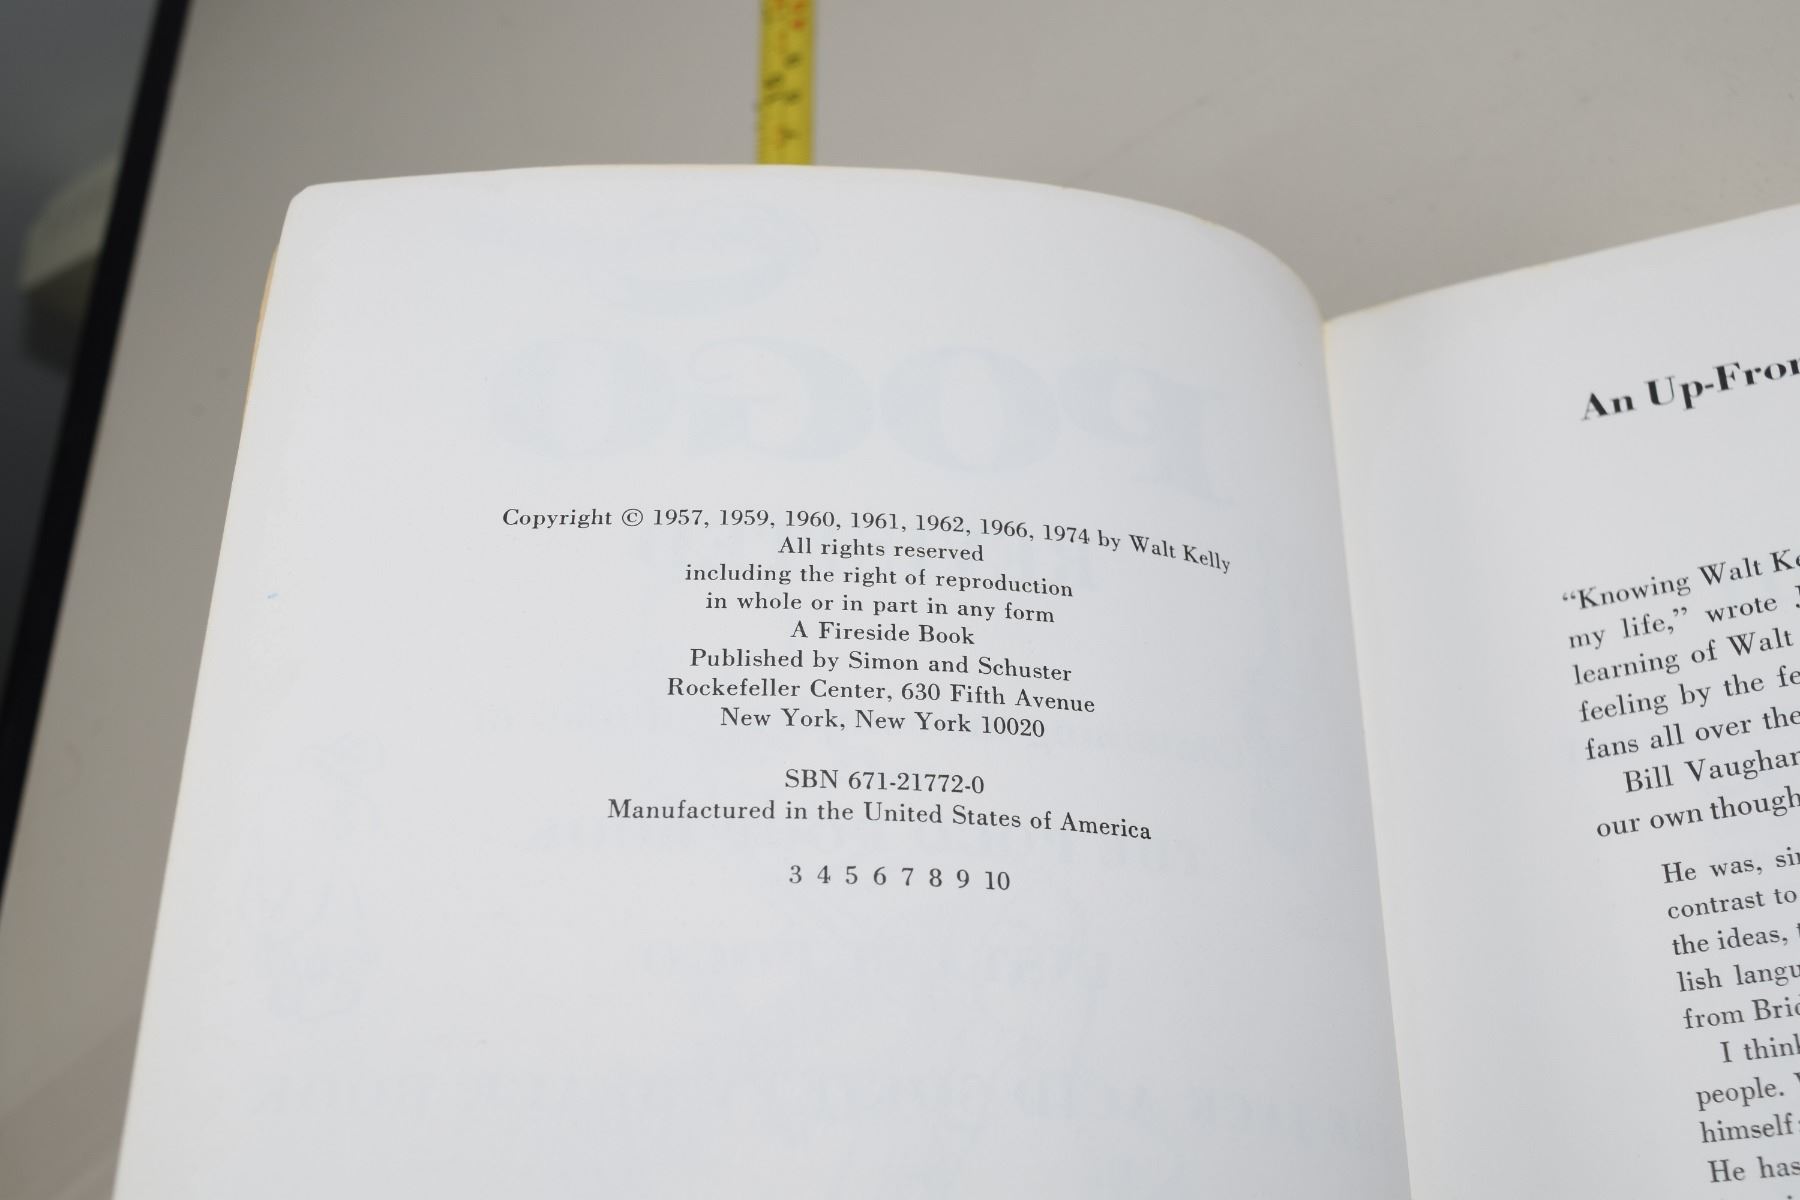 Copyright © 1957, 1959, 1960, 1961, 1962, 1966, 1974 by Walt Kelly
All rights reserved
including the right of reproduction
in whole or in part in any form
A Fireside Book
Published by Simon and Schuster
Rockefeller Center, 630 Fifth Avenue
New York, New York 10020
SBN 671-21772-0
Manufactured in the United States of America
3 4 5 6 7 8 9 10
An Up-Fron
“Knowing Walt Ke
my life,” wrote J
learning of Walt
feeling by the fe
fans all over the
Bill Vaughan
our own though
He was, sin
contrast to
the ideas, t
lish langu
from Brid
I think
people. W
himself
He has